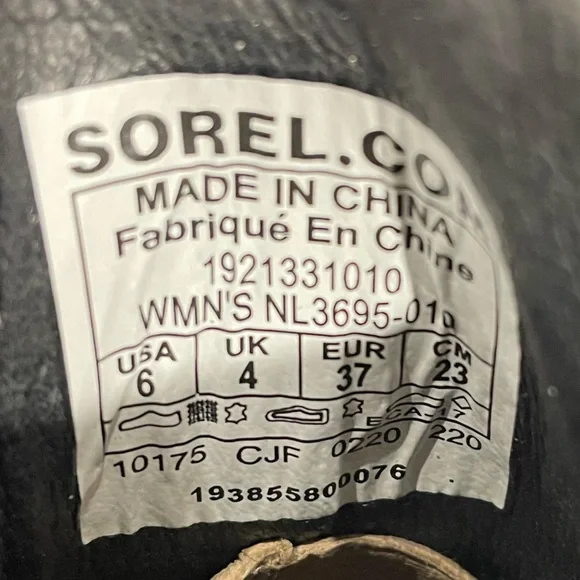 SOREL.COM
MADE IN CHINA
Fabriqué En Chine
1921331010
WMN'S NL3695-010
USA UK EUR CM
6 4 37 23
10175 CJF 0220 220
193855800076